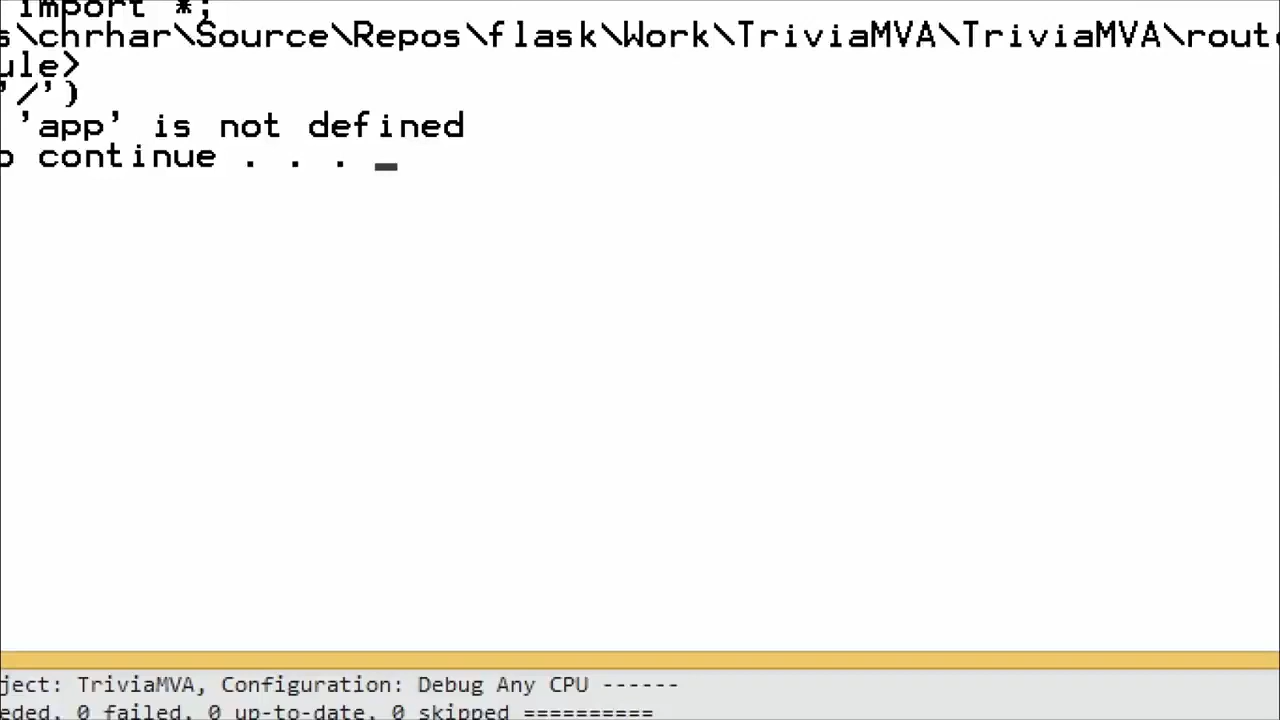 import *;
s\chrhar\Source\Repos\flask\Work\TriviaMVA\TriviaMVA\route
ule>
'/')
'app' is not defined
o continue . . . _
ject: TriviaMVA, Configuration: Debug Any CPU ------
eded, 0 failed, 0 up-to-date, 0 skipped ==========